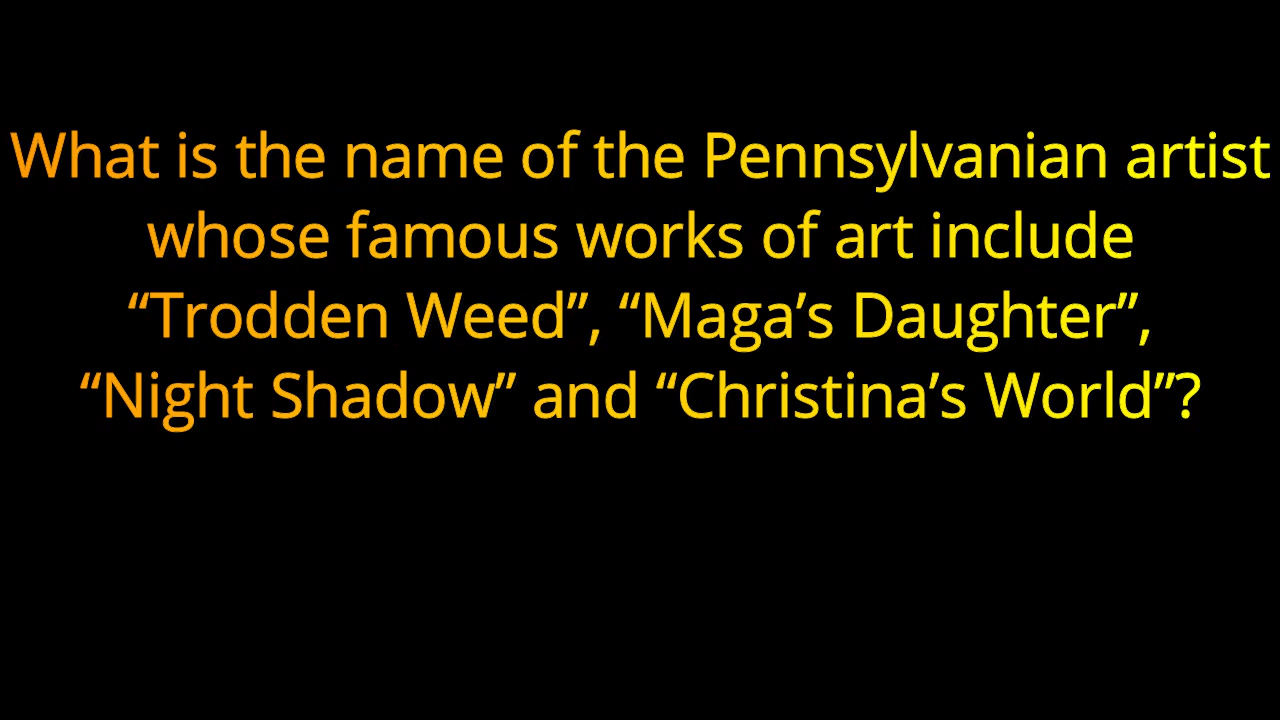 What is the name of the Pennsylvanian artist
whose famous works of art include
“Trodden Weed”, “Maga’s Daughter”,
“Night Shadow” and “Christina’s World”?